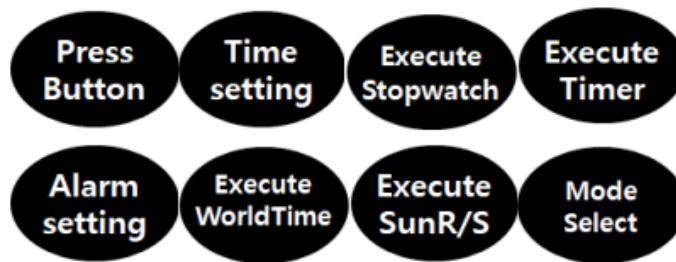 Press
Button
Time
setting
Execute
Stopwatch
Execute
Timer
Alarm
setting
Execute
WorldTime
Execute
SunR/S
Mode
Select